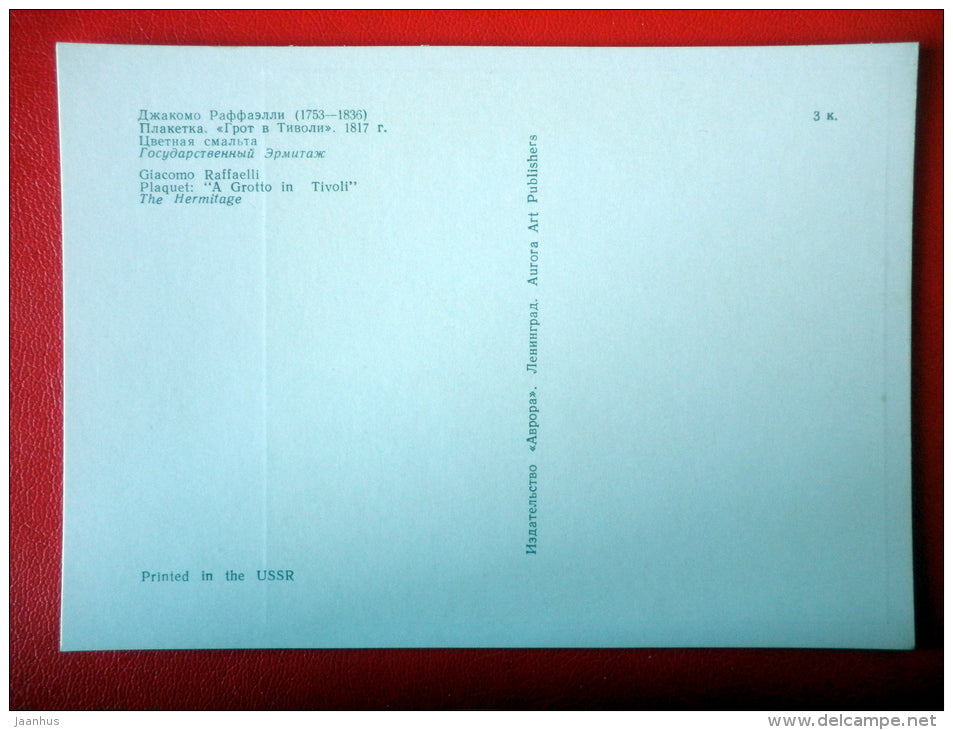 Джакомо Раффаэлли (1753—1836)
Плакетка. «Грот в Тиволи». 1817 г.
Цветная смальта
Государственный Эрмитаж
Giacomo Raffaelli
Plaquet: "A Grotto in Tivoli"
The Hermitage
3 к.
Издательство «Аврора». Ленинград. Aurora Art Publishers
Printed in the USSR
jaanhus
www.delcampe.net